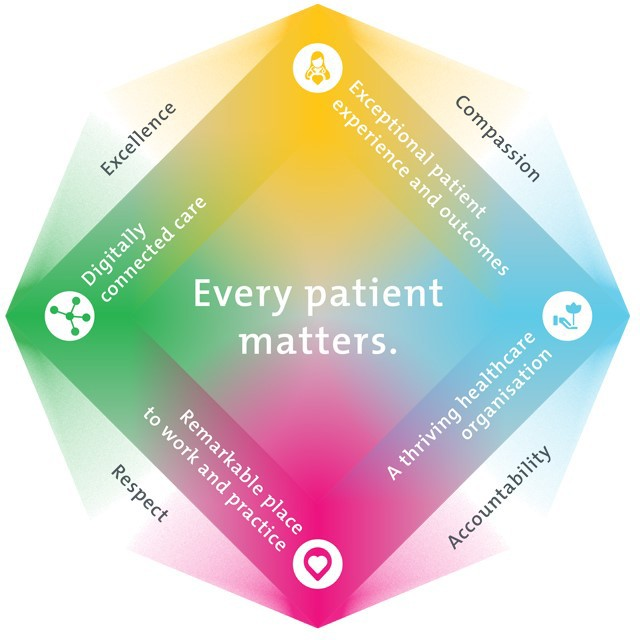 Excellence
Compassion
Exceptional patient
experience and outcomes
Digitally
connected care
Every patient
matters.
A thriving healthcare
organisation
Remarkable place
to work and practice
Respect
Accountability